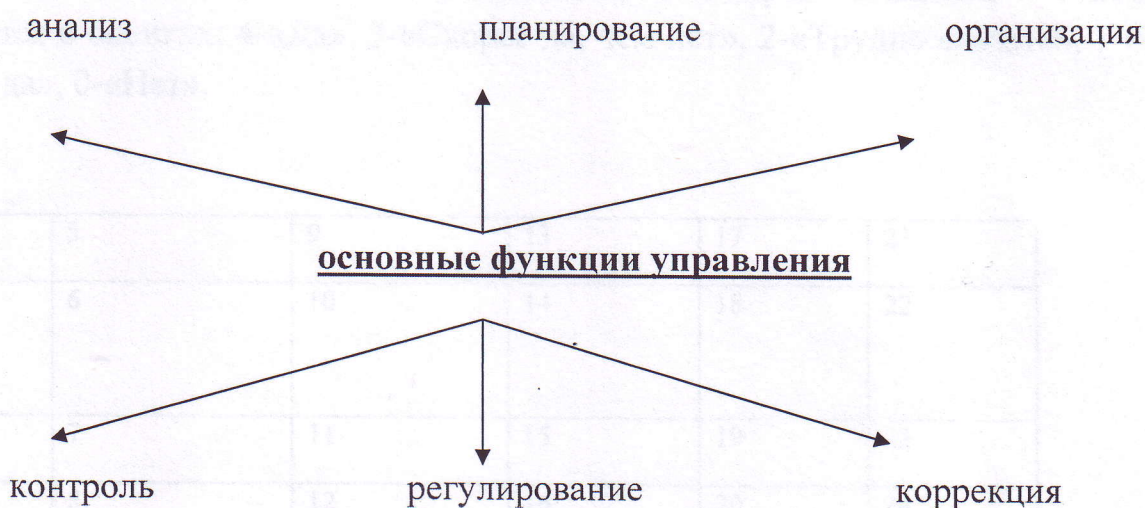 анализ планирование организация
основные функции управления
контроль регулирование коррекция